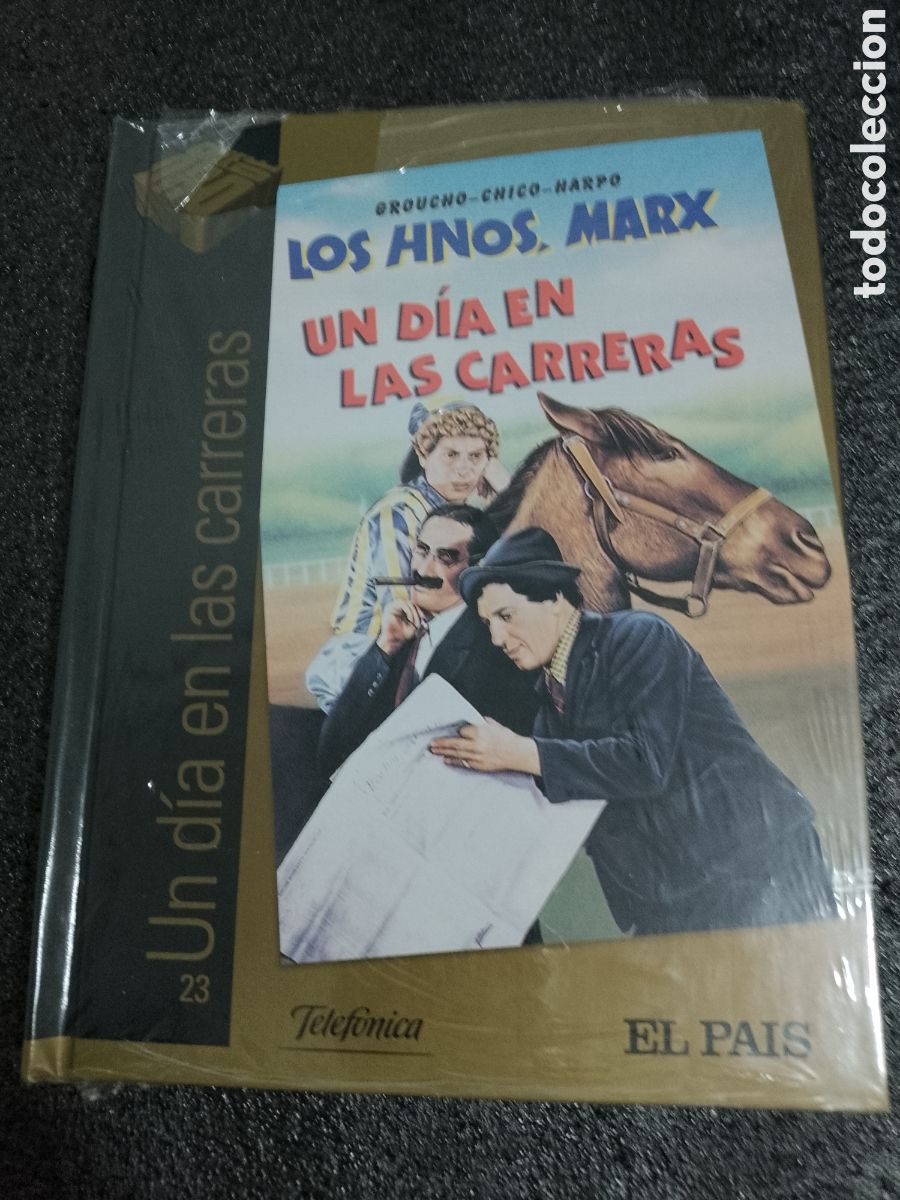 GROUCHO-CHICO-HARPO
LOS HNOS. MARX
UN DÍA EN
LAS CARRERAS
Un día en las carreras
23
Telefónica
EL PAIS
todocoleccion